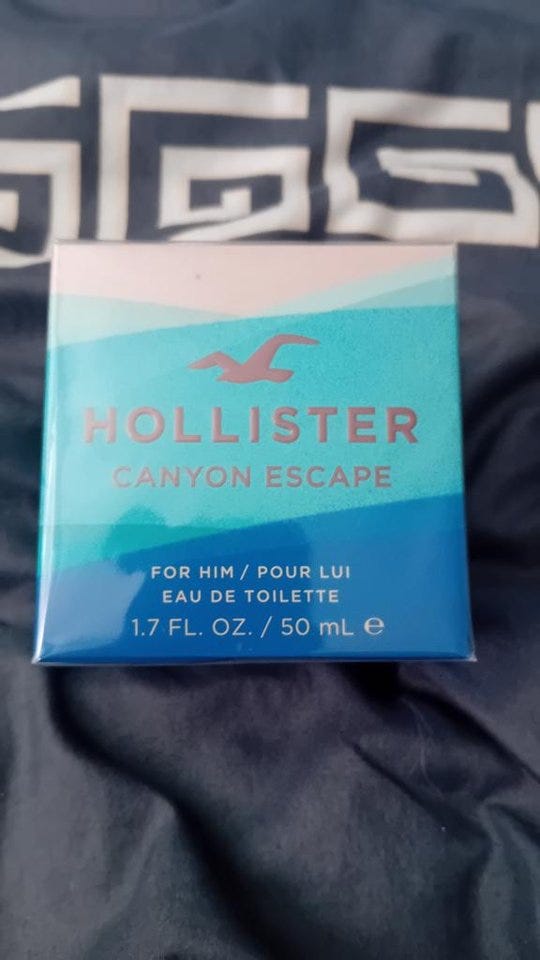 HOLLISTER
CANYON ESCAPE
FOR HIM / POUR LUI
EAU DE TOILETTE
1.7 FL. OZ. / 50 mL ℮